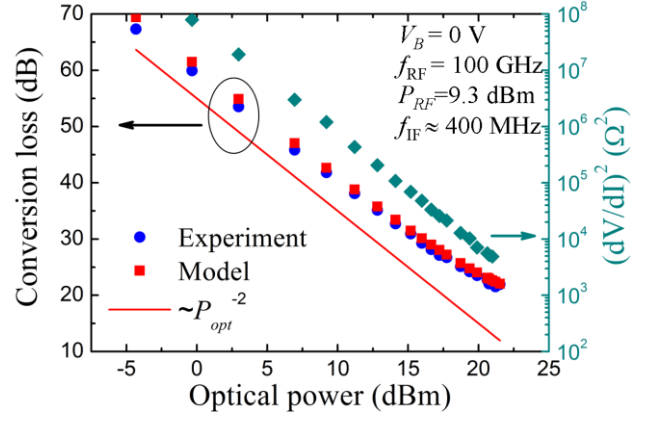 70
60
50
40
30
20
10
Conversion loss (dB)
V_B = 0 V
f_RF = 100 GHz
P_RF=9.3 dBm
f_IF ≈ 400 MHz
Experiment
Model
~P_opt^-2
-5
0
5
10
15
20
25
Optical power (dBm)
10^8
10^7
10^6
10^5
10^4
10^3
10^2
(dV/dI)^2 (Ω^2)